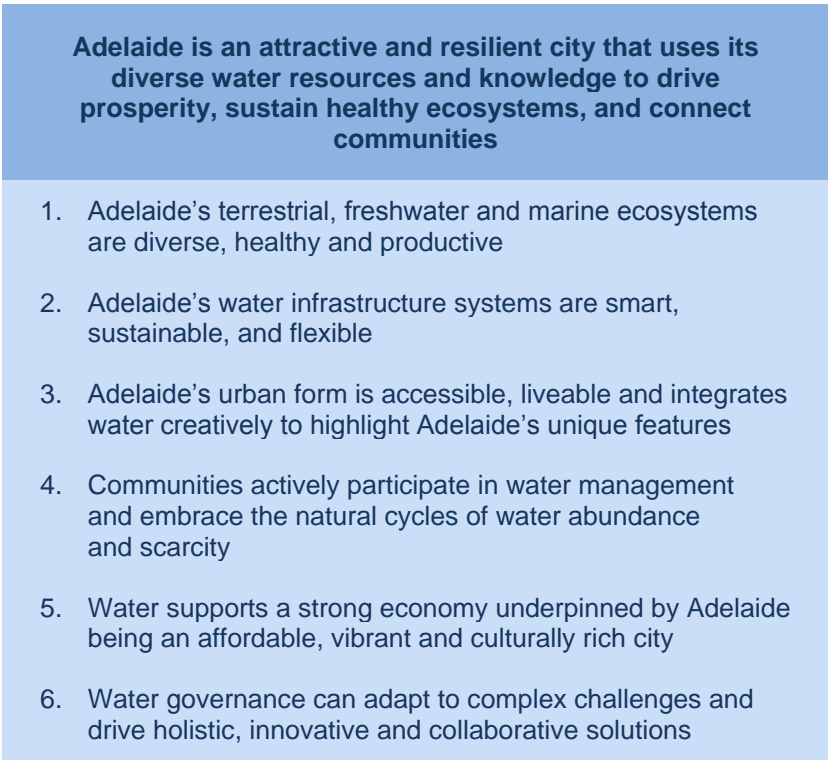 Adelaide is an attractive and resilient city that uses its
diverse water resources and knowledge to drive
prosperity, sustain healthy ecosystems, and connect
communities
1. Adelaide’s terrestrial, freshwater and marine ecosystems
are diverse, healthy and productive
2. Adelaide’s water infrastructure systems are smart,
sustainable, and flexible
3. Adelaide’s urban form is accessible, liveable and integrates
water creatively to highlight Adelaide’s unique features
4. Communities actively participate in water management
and embrace the natural cycles of water abundance
and scarcity
5. Water supports a strong economy underpinned by Adelaide
being an affordable, vibrant and culturally rich city
6. Water governance can adapt to complex challenges and
drive holistic, innovative and collaborative solutions